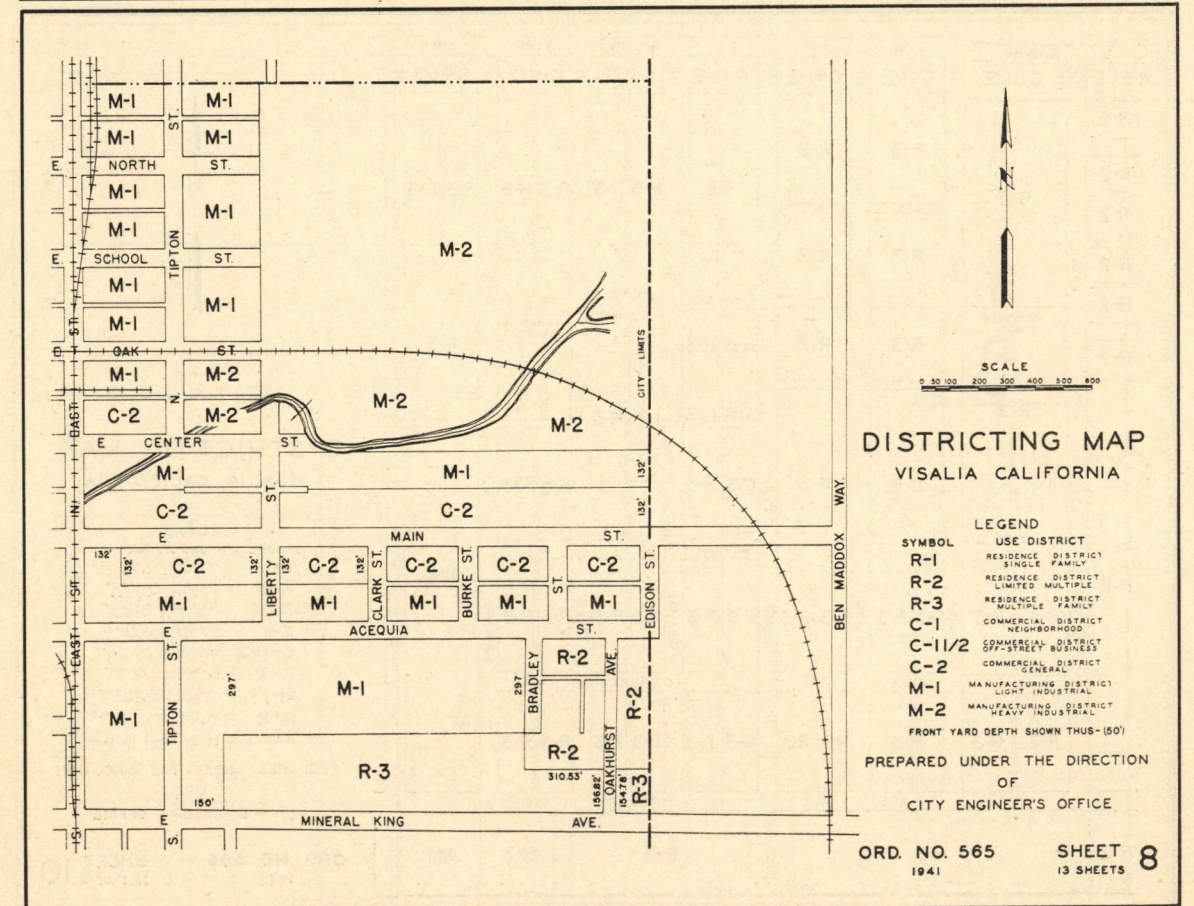 M-1 M-1
ST.
M-1 M-1
E. NORTH ST.
M-1
M-1
M-1
TIPTON
M-2
E. SCHOOL ST.
M-1
M-1
M-1
ST.
OAK ST.
CITY LIMITS
M-1 M-2
N.
M-2
C-2 M-2
M-2
EAST
E CENTER ST.
M-1 M-1 132'
ST.
C-2 C-2 132'
N
E MAIN ST.
132' 132' C-2 132' 132' C-2 132' C-2 C-2 C-2
LIBERTY
CLARK ST.
BURKE ST.
ST.
EDISON ST.
ST.
M-1 M-1 M-1 M-1 M-1
E ACEQUIA ST.
EAST
ST.
297'
M-1
297
BRADLEY
R-2
AVE.
R-2
M-1
TIPTON
R-3
R-2
310.53'
OAKHURST
156.82'
154.78'
R-3
150'
E MINERAL KING AVE.
S.
S.
BEN MADDOX WAY.
N
SCALE
0 50 100 200 300 400 500 600
DISTRICTING MAP
VISALIA CALIFORNIA
LEGEND
SYMBOL USE DISTRICT
R-1 RESIDENCE DISTRICT SINGLE FAMILY
R-2 RESIDENCE DISTRICT LIMITED MULTIPLE
R-3 RESIDENCE DISTRICT MULTIPLE FAMILY
C-1 COMMERCIAL DISTRICT NEIGHBORHOOD
C-11/2 COMMERCIAL DISTRICT OFF-STREET BUSINESS
C-2 COMMERCIAL DISTRICT GENERAL
M-1 MANUFACTURING DISTRICT LIGHT INDUSTRIAL
M-2 MANUFACTURING DISTRICT HEAVY INDUSTRIAL
FRONT YARD DEPTH SHOWN THUS-(50')
PREPARED UNDER THE DIRECTION
OF
CITY ENGINEER'S OFFICE
ORD. NO. 565 SHEET 8
1941 13 SHEETS